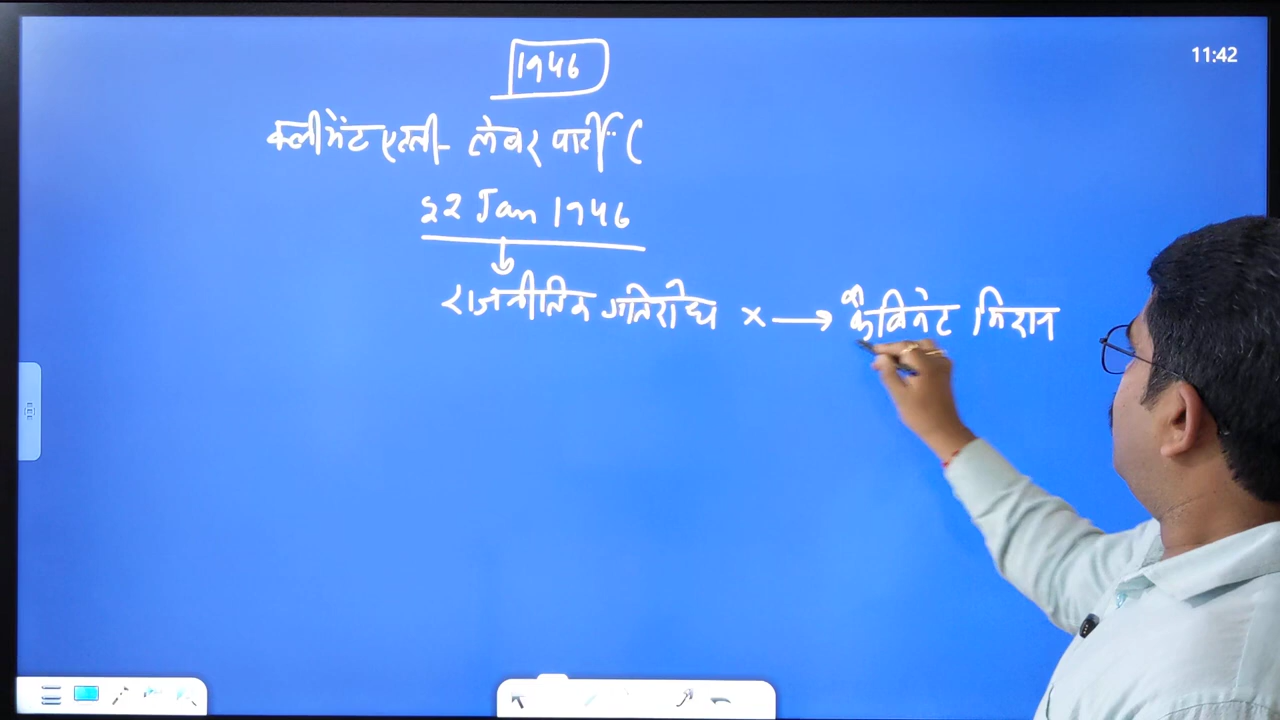 11:42
1946
क्लीमेंट एटली- लेबर पार्टी (
22 Jan 1946
राजनीतिक गतिरोध × → कैबिनेट मिशन